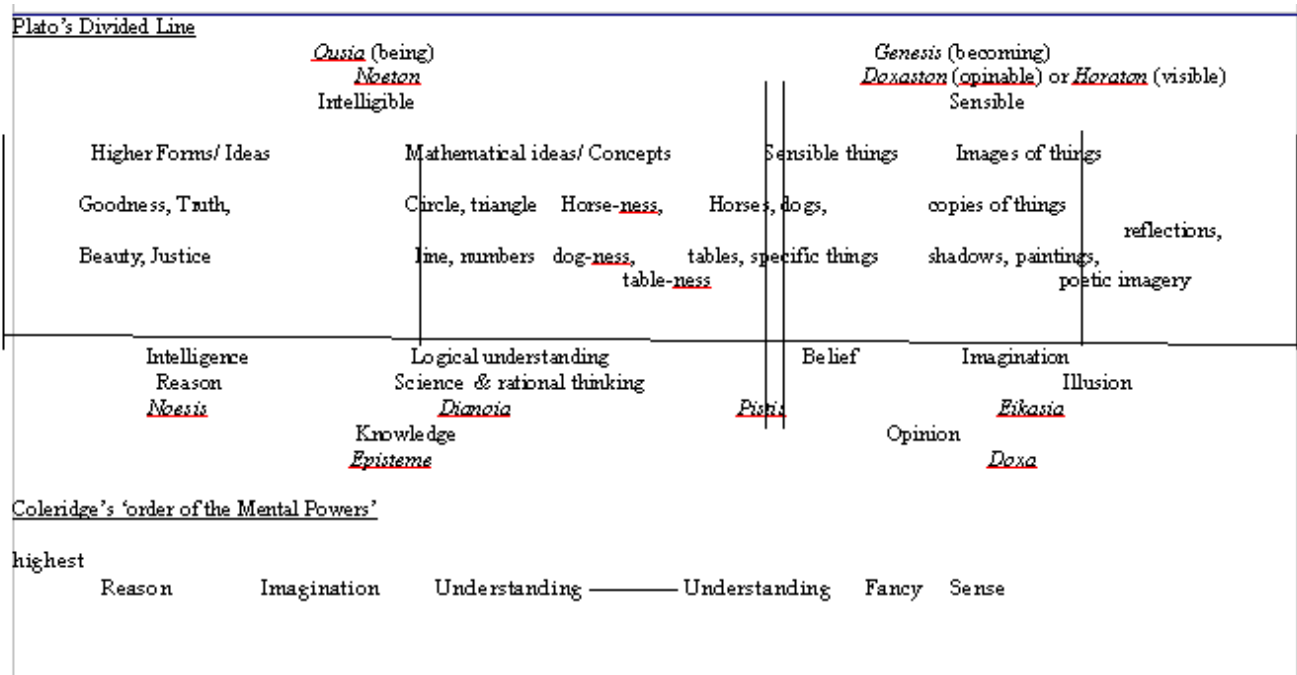 Plato's Divided Line
Ousia (being) Genesis (becoming)
Noeton Doxaston (opinable) or Horaton (visible)
Intelligible Sensible
Higher Forms/ Ideas Mathematical ideas/ Concepts Sensible things Images of things
Goodness, Truth, Circle, triangle Horse-ness, Horses, dogs, copies of things
reflections,
Beauty, Justice line, numbers dog-ness, tables, specific things shadows, paintings,
table-ness poetic imagery
Intelligence Logical understanding Belief Imagination
Reason Science & rational thinking Illusion
Noesis Dianoia Pistis Eikasia
Knowledge Opinion
Episteme Doxa
Coleridge's 'order of the Mental Powers'
highest
Reason Imagination Understanding Understanding Fancy Sense